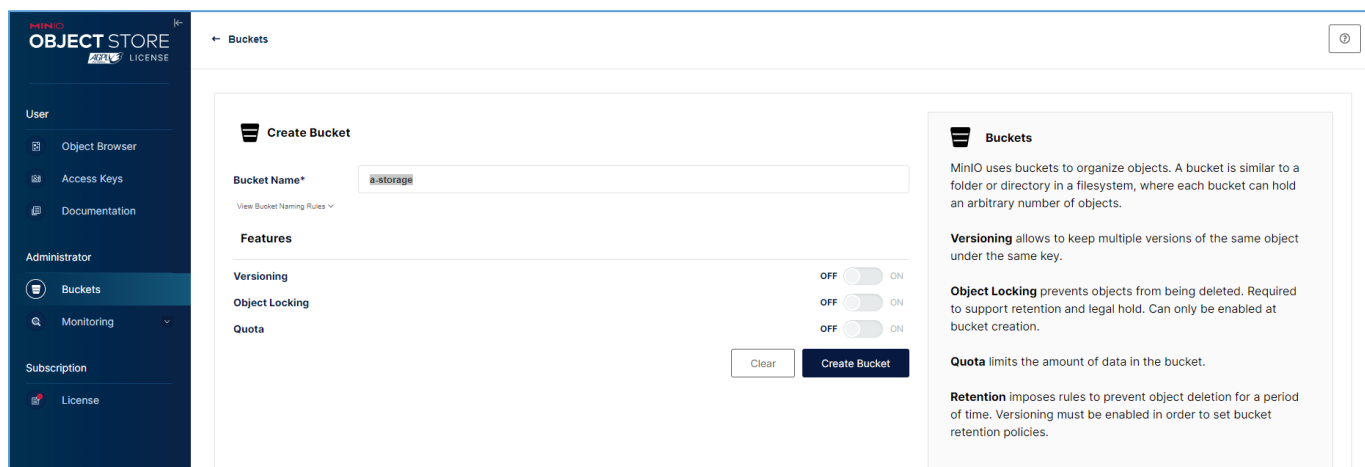 MINIO
OBJECT STORE
AGPLv3 LICENSE
User
Object Browser
Access Keys
Documentation
Administrator
Buckets
Monitoring
Subscription
License
← Buckets
Create Bucket
Bucket Name*
a-storage
View Bucket Naming Rules
Features
Versioning OFF ON
Object Locking OFF ON
Quota OFF ON
Clear Create Bucket
Buckets
MinIO uses buckets to organize objects. A bucket is similar to a
folder or directory in a filesystem, where each bucket can hold
an arbitrary number of objects.
Versioning allows to keep multiple versions of the same object
under the same key.
Object Locking prevents objects from being deleted. Required
to support retention and legal hold. Can only be enabled at
bucket creation.
Quota limits the amount of data in the bucket.
Retention imposes rules to prevent object deletion for a period
of time. Versioning must be enabled in order to set bucket
retention policies.